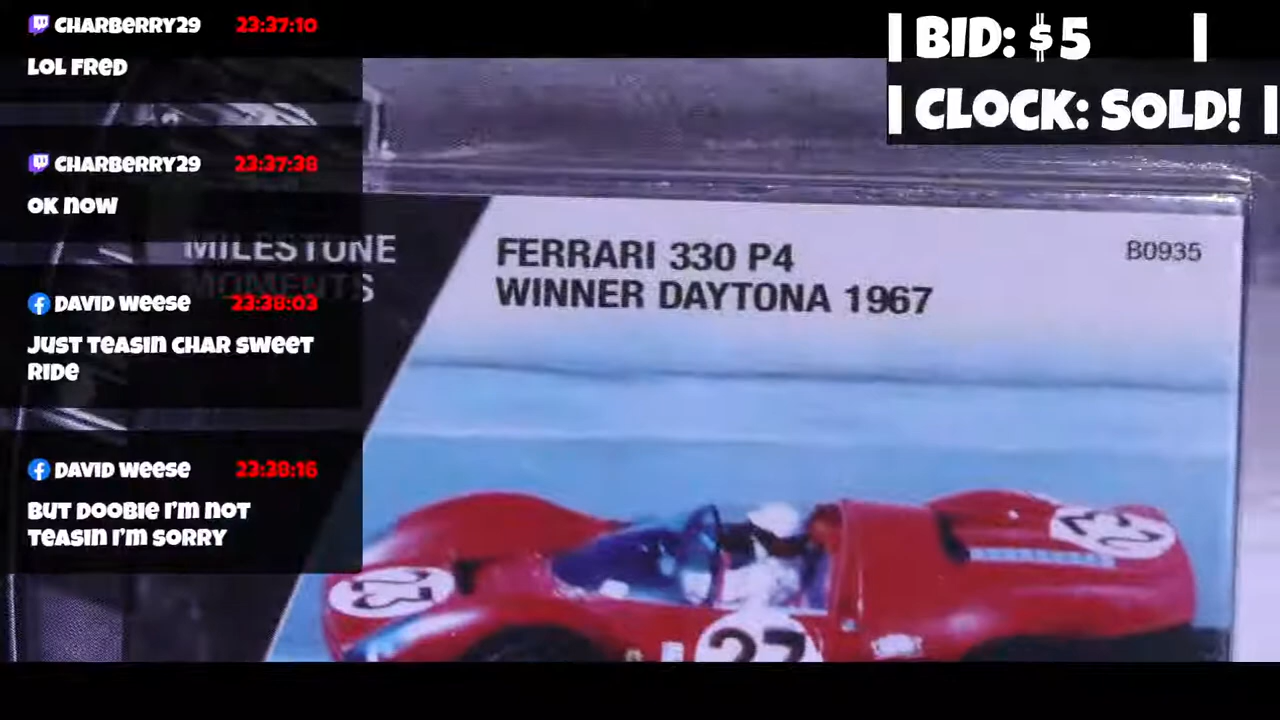 CHARBERRY29 23:37:10
LOL FRED
CHARBERRY29 23:37:38
OK NOW
DAVID WEESE 23:38:03
JUST TEASIN CHAR SWEET
RIDE
DAVID WEESE 23:38:16
BUT DOOBIE I'M NOT
TEASIN I'M SORRY
| BID: $5 |
| CLOCK: SOLD! |
MILESTONE
MOMENTS
FERRARI 330 P4
WINNER DAYTONA 1967
B0935
23
23